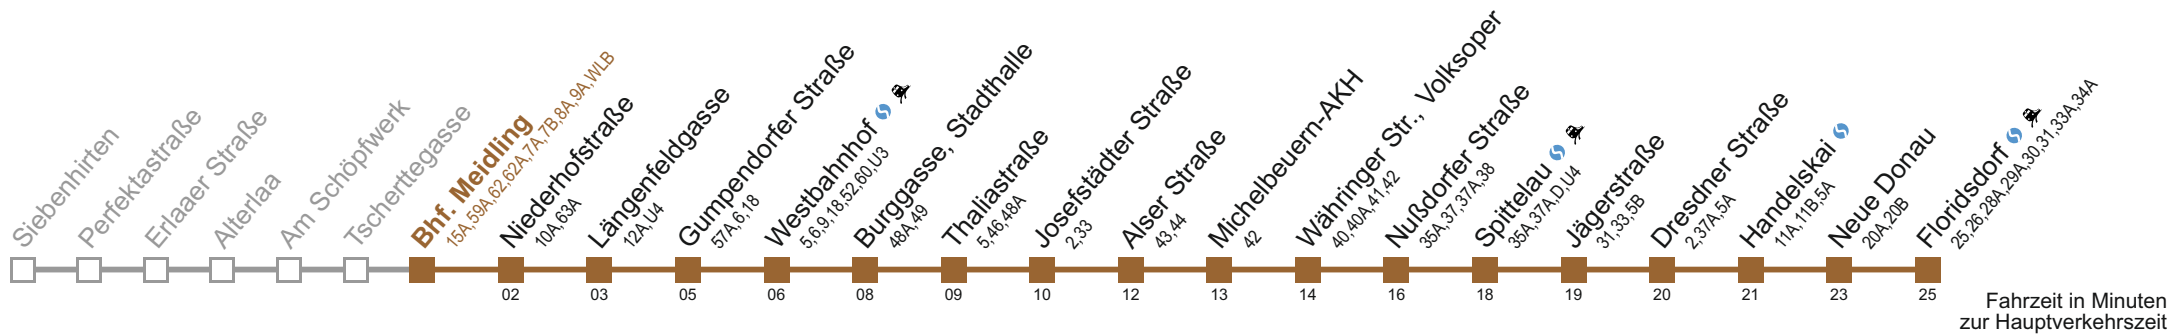 Siebenhirten
Perfektastraße
Erlaaer Straße
Alterlaa
Am Schöpfwerk
Tscherttegasse
Bhf. Meidling
15A,59A,62,62A,7A,7B,8A,9A,WLB
Niederhofstraße
10A,63A
02
Längenfeldgasse
12A,U4
03
Gumpendorfer Straße
57A,6,18
05
Westbahnhof
5,6,9,18,52,60,U3
06
Burggasse, Stadthalle
48A,49
08
Thaliastraße
5,46,48A
09
Josefstädter Straße
2,33
10
Alser Straße
43,44
12
Michelbeuern-AKH
42
13
Währinger Str., Volksoper
40,40A,41,42
14
Nußdorfer Straße
35A,37,37A,38
16
Spittelau
35A,37A,D,U4
18
Jägerstraße
31,33,5B
19
Dresdner Straße
2,37A,5A
20
Handelskai
11A,11B,5A
21
Neue Donau
20A,20B
23
Floridsdorf
25,26,28A,29A,30,31,33A,34A
25
Fahrzeit in Minuten
zur Hauptverkehrszeit